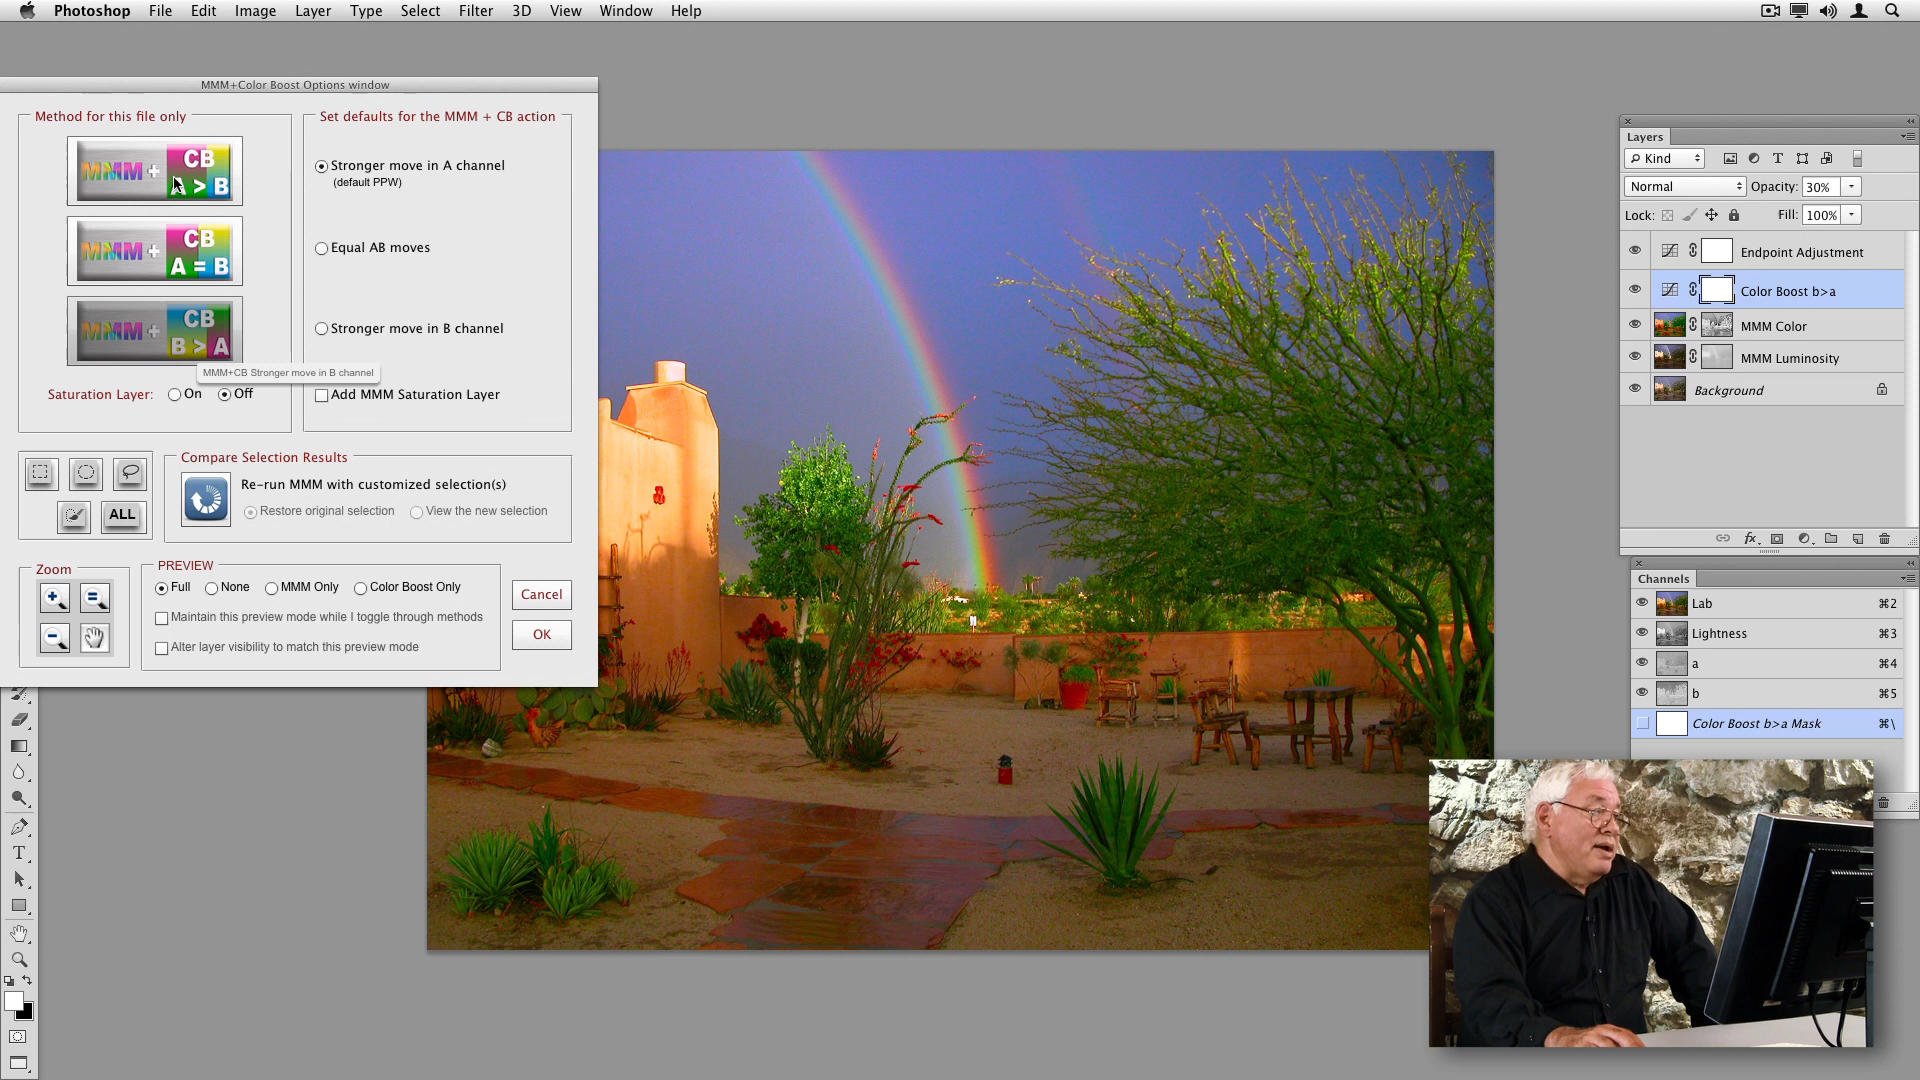 Photoshop File Edit Image Layer Type Select Filter 3D View Window Help
MMM+Color Boost Options window
Method for this file only
MMM + CB A > B
MMM + CB A = B
MMM + CB B > A
MMM+CB Stronger move in B channel
Saturation Layer: On Off
Set defaults for the MMM + CB action
Stronger move in A channel
(default PPW)
Equal AB moves
Stronger move in B channel
Add MMM Saturation Layer
ALL
Compare Selection Results
Re-run MMM with customized selection(s)
Restore original selection View the new selection
Zoom
PREVIEW
Full None MMM Only Color Boost Only
Maintain this preview mode while I toggle through methods
Alter layer visibility to match this preview mode
Cancel
OK
Layers
Kind
Normal Opacity: 30%
Lock: Fill: 100%
Endpoint Adjustment
Color Boost b>a
MMM Color
MMM Luminosity
Background
fx
Channels
Lab ⌘2
Lightness ⌘3
a ⌘4
b ⌘5
Color Boost b>a Mask ⌘\